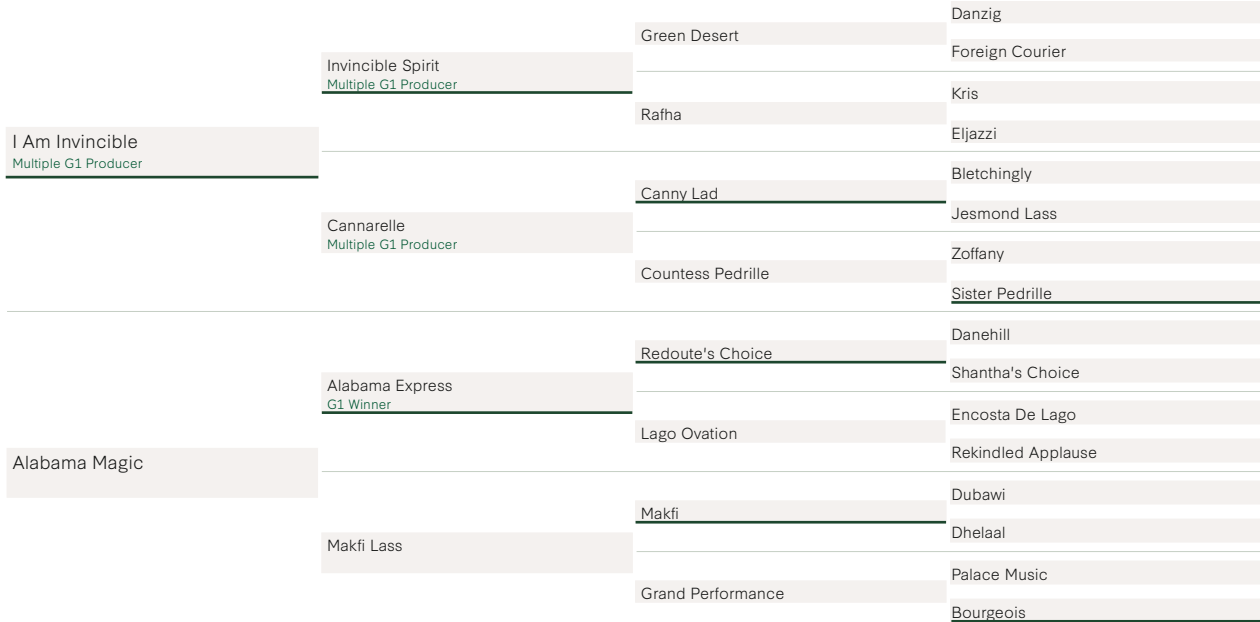 I Am Invincible
Multiple G1 Producer
Alabama Magic
Invincible Spirit
Multiple G1 Producer
Cannarelle
Multiple G1 Producer
Alabama Express
G1 Winner
Makfi Lass
Green Desert
Rafha
Canny Lad
Countess Pedrille
Redoute's Choice
Lago Ovation
Makfi
Grand Performance
Danzig
Foreign Courier
Kris
Eljazzi
Bletchingly
Jesmond Lass
Zoffany
Sister Pedrille
Danehill
Shantha's Choice
Encosta De Lago
Rekindled Applause
Dubawi
Dhelaal
Palace Music
Bourgeois